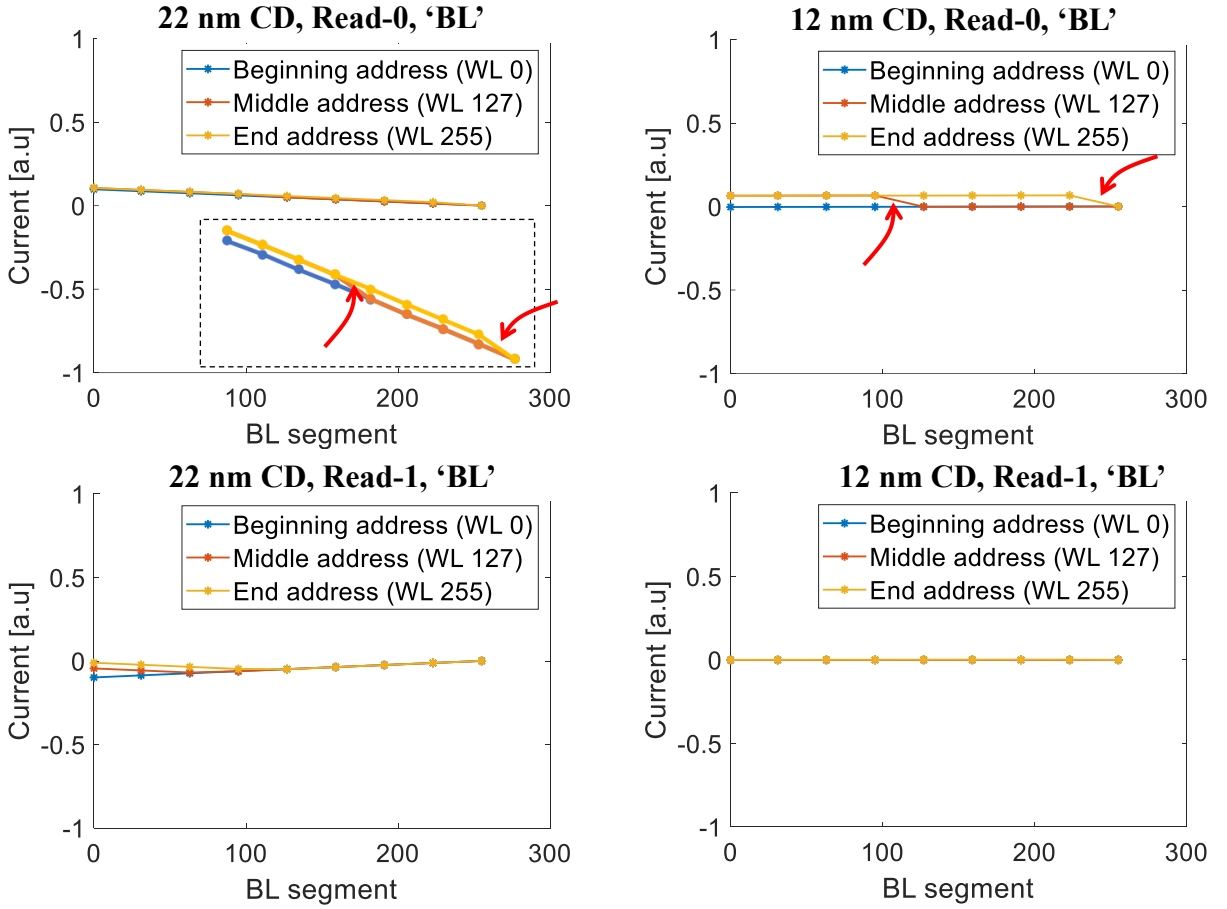 22 nm CD, Read-0, ‘BL’
1
0.5
0
-0.5
-1
Current [a.u]
Beginning address (WL 0)
Middle address (WL 127)
End address (WL 255)
0
100
200
300
BL segment
12 nm CD, Read-0, ‘BL’
1
0.5
0
-0.5
-1
Current [a.u]
Beginning address (WL 0)
Middle address (WL 127)
End address (WL 255)
0
100
200
300
BL segment
22 nm CD, Read-1, ‘BL’
1
0.5
0
-0.5
-1
Current [a.u]
Beginning address (WL 0)
Middle address (WL 127)
End address (WL 255)
0
100
200
300
BL segment
12 nm CD, Read-1, ‘BL’
1
0.5
0
-0.5
-1
Current [a.u]
Beginning address (WL 0)
Middle address (WL 127)
End address (WL 255)
0
100
200
300
BL segment